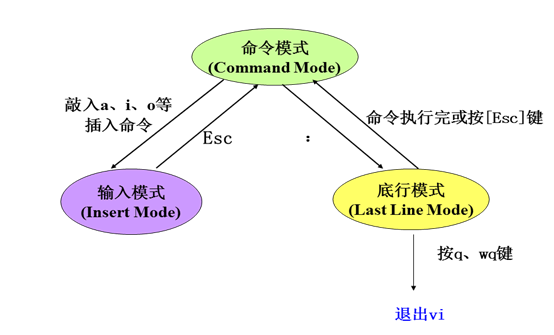 命令模式
(Command Mode)
敲入a、i、o等
插入命令
Esc
：
命令执行完或按[Esc]键
输入模式
(Insert Mode)
底行模式
(Last Line Mode)
按q、wq键
退出vi